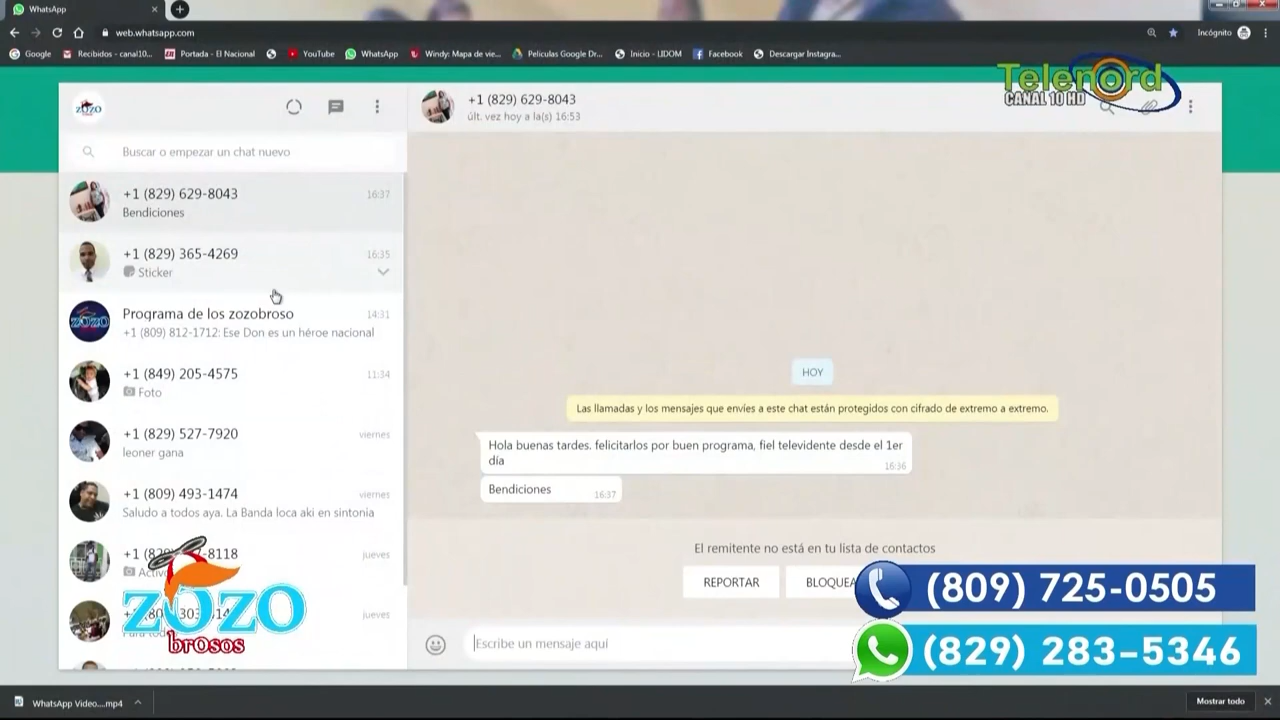 WhatsApp
web.whatsapp.com
Incógnito
Google
Recibidos - canal10...
Portada - El Nacional
YouTube
WhatsApp
Windy: Mapa de vie...
Películas Google Dr...
Inicio - LIDOM
Facebook
Descargar Instagra...
Telenord
CANAL 10 HD
ZOZO
+1 (829) 629-8043
últ. vez hoy a la(s) 16:53
Buscar o empezar un chat nuevo
+1 (829) 629-8043
16:37
Bendiciones
+1 (829) 365-4269
16:35
Sticker
Programa de los zozobroso
14:31
ZOZO
+1 (809) 812-1712: Ese Don es un héroe nacional
+1 (849) 205-4575
11:34
Foto
+1 (829) 527-7920
viernes
leoner gana
+1 (809) 493-1474
viernes
Saludo a todos aya. La Banda loca aki en sintonia
jueves
jueves
HOY
Las llamadas y los mensajes que envíes a este chat están protegidos con cifrado de extremo a extremo.
Hola buenas tardes. felicitarlos por buen programa, fiel televidente desde el 1er
día
16:36
Bendiciones
16:37
El remitente no está en tu lista de contactos
REPORTAR
Escribe un mensaje aquí
ZOZO
brosos
(809) 725-0505
(829) 283-5346
WhatsApp Video....mp4
Mostrar todo